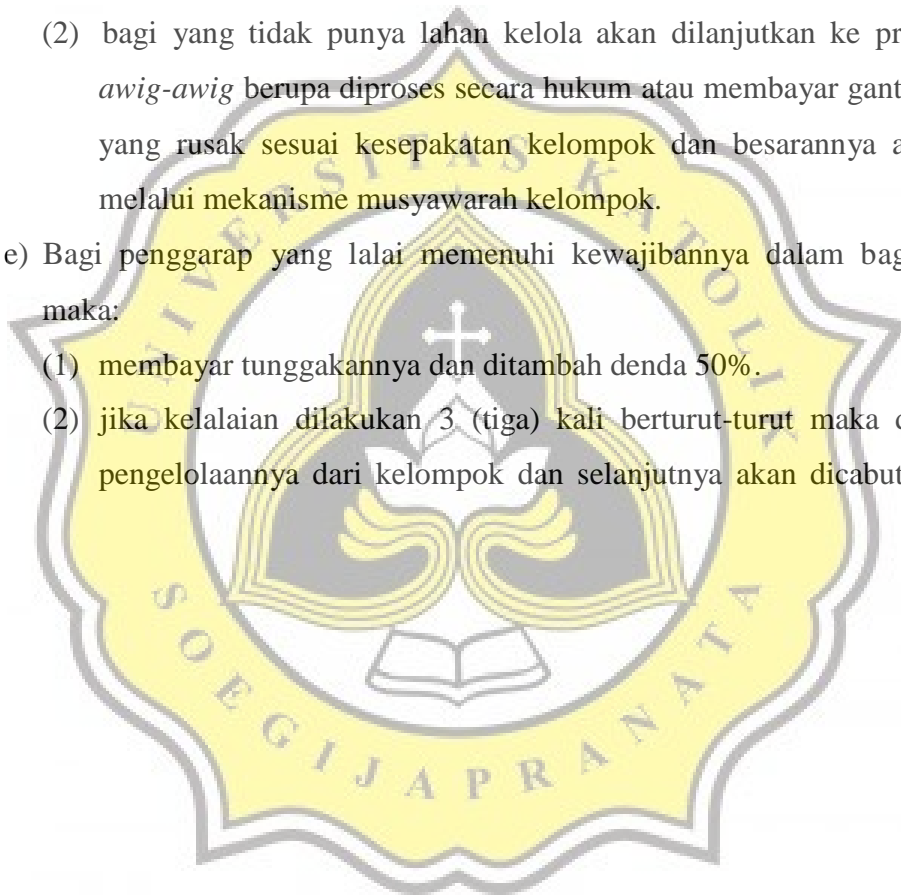 (2) bagi yang tidak punya lahan kelola akan dilanjutkan ke pr
awig-awig berupa diproses secara hukum atau membayar gant
yang rusak sesuai kesepakatan kelompok dan besarannya a
melalui mekanisme musyawarah kelompok.
e) Bagi penggarap yang lalai memenuhi kewajibannya dalam bag
maka:
(1) membayar tunggakannya dan ditambah denda 50%.
(2) jika kelalaian dilakukan 3 (tiga) kali berturut-turut maka d
pengelolaannya dari kelompok dan selanjutnya akan dicabut
UNIVERSITAS KATOLIK
SOEGIJAPRANATA